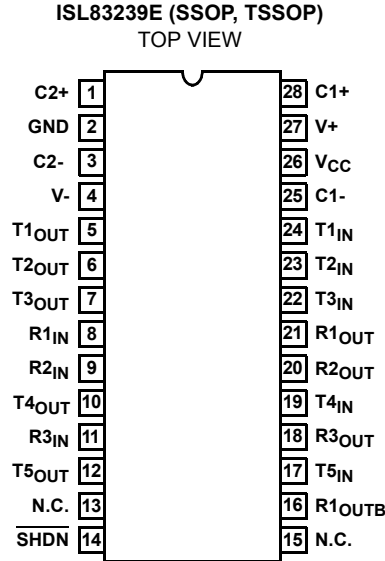 ISL83239E (SSOP, TSSOP)
TOP VIEW
C2+ 1 28 C1+
GND 2 27 V+
C2- 3 26 VCC
V- 4 25 C1-
T1OUT 5 24 T1IN
T2OUT 6 23 T2IN
T3OUT 7 22 T3IN
R1IN 8 21 R1OUT
R2IN 9 20 R2OUT
T4OUT 10 19 T4IN
R3IN 11 18 R3OUT
T5OUT 12 17 T5IN
N.C. 13 16 R1OUTB
SHDN 14 15 N.C.